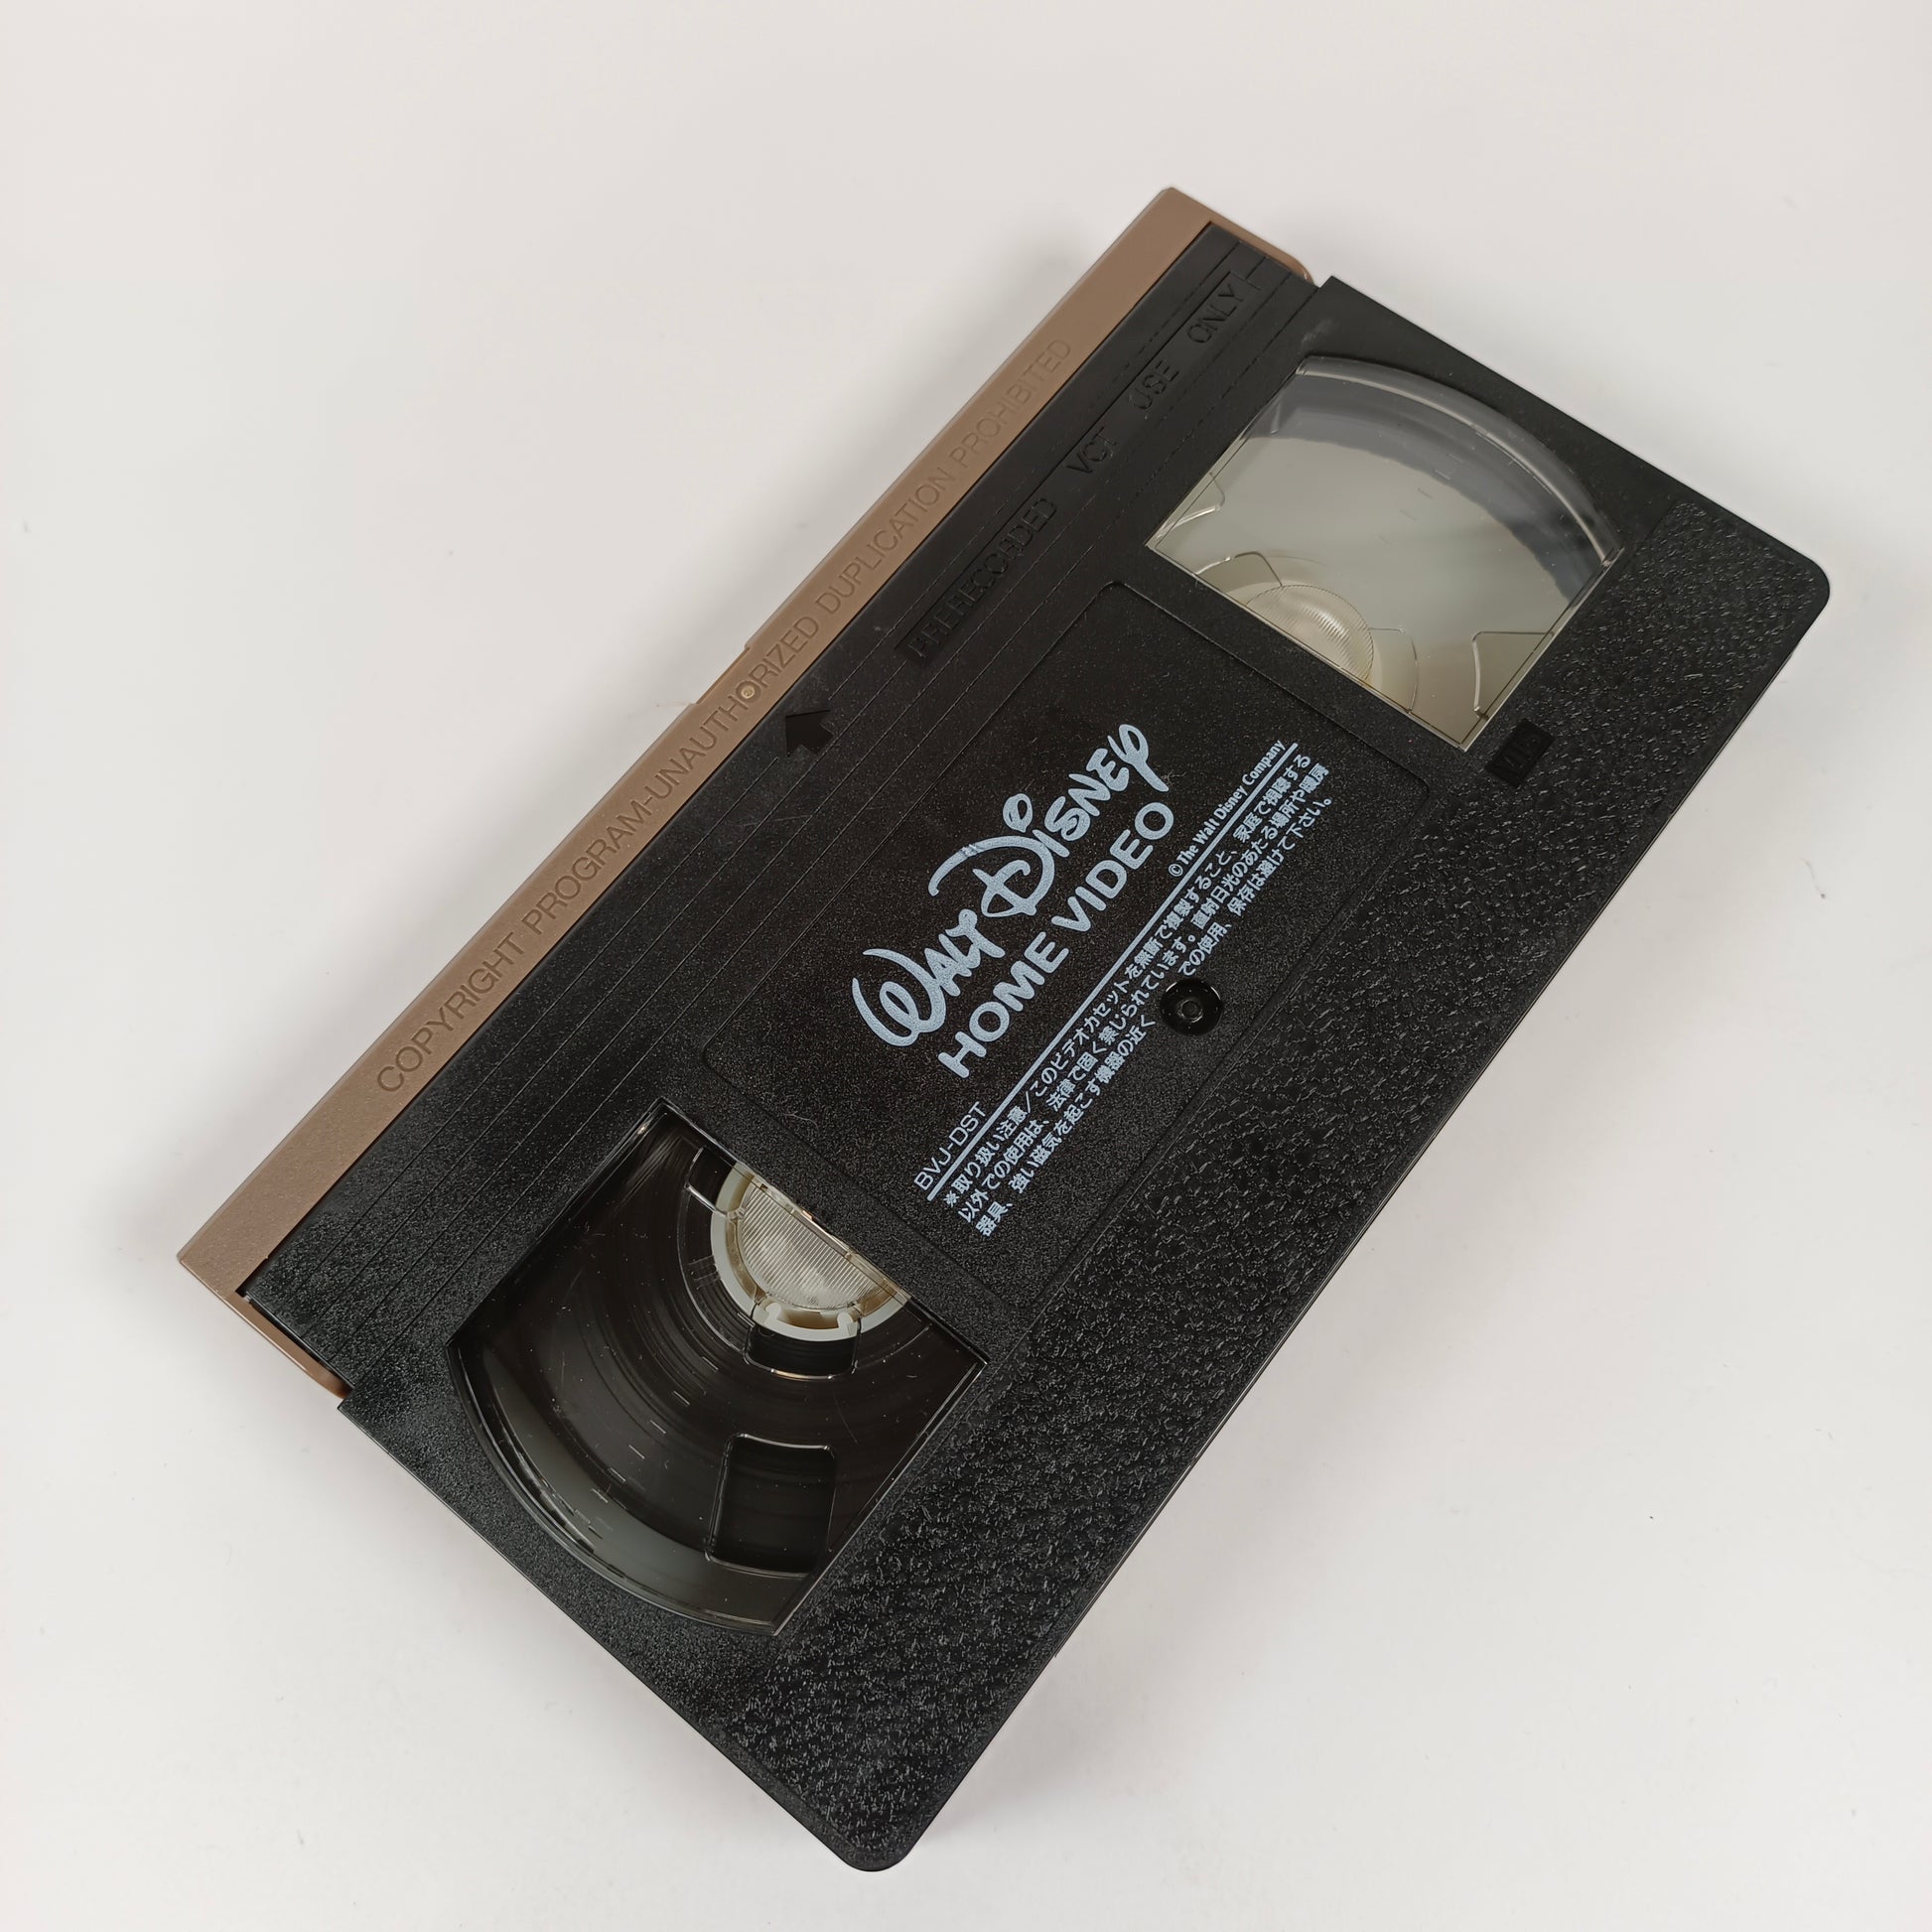 COPYRIGHT PROGRAM-UNAUTHORIZED DUPLICATION PROHIBITED
PRERECORDED VCT USE ONLY
WALT DISNEY
HOME VIDEO
BVJ-DST
© The Walt Disney Company
※取り扱い注意/このビデオカセットを無断で複製すること、家庭で視聴する
以外での使用は、法律で固く禁じられています。直射日光のあたる場所や暖房
器具、強い磁気を起こす機器の近くでの使用、保存は避けて下さい。